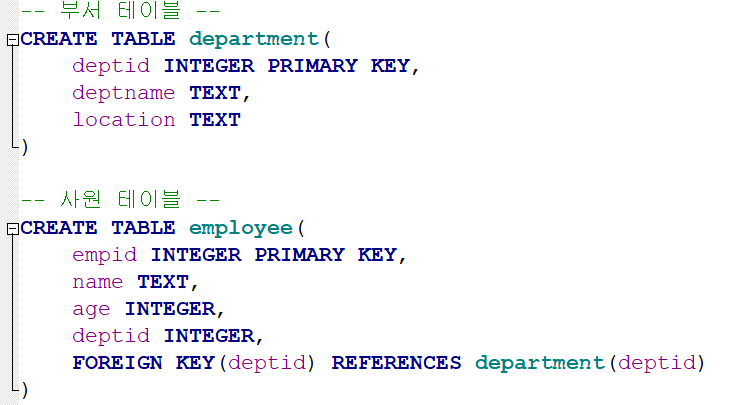 -- 부서 테이블 --
CREATE TABLE department(
deptid INTEGER PRIMARY KEY,
deptname TEXT,
location TEXT
)
-- 사원 테이블 --
CREATE TABLE employee(
empid INTEGER PRIMARY KEY,
name TEXT,
age INTEGER,
deptid INTEGER,
FOREIGN KEY(deptid) REFERENCES department(deptid)
)